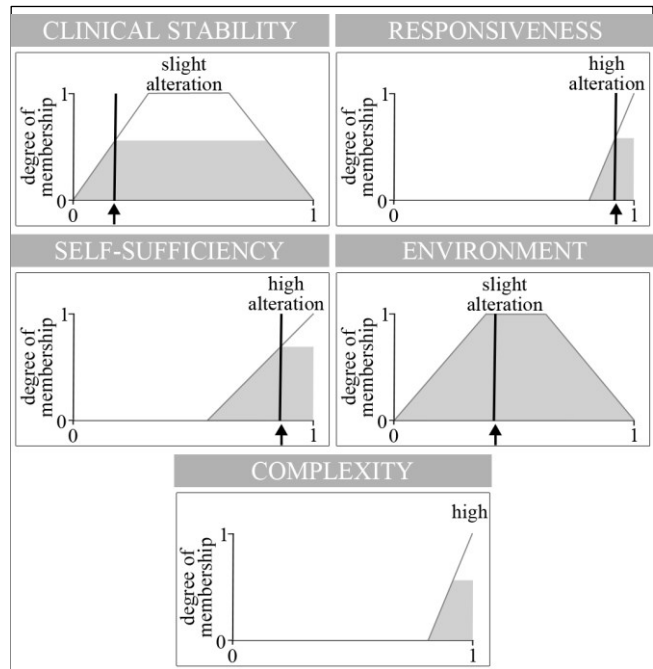 CLINICAL STABILITY
slight
alteration
degree of
membership
1
0
0
1
RESPONSIVENESS
high
alteration
degree of
membership
1
0
0
1
SELF-SUFFICIENCY
high
alteration
degree of
membership
1
0
0
1
ENVIRONMENT
slight
alteration
degree of
membership
1
0
0
1
COMPLEXITY
high
degree of
membership
1
0
0
1